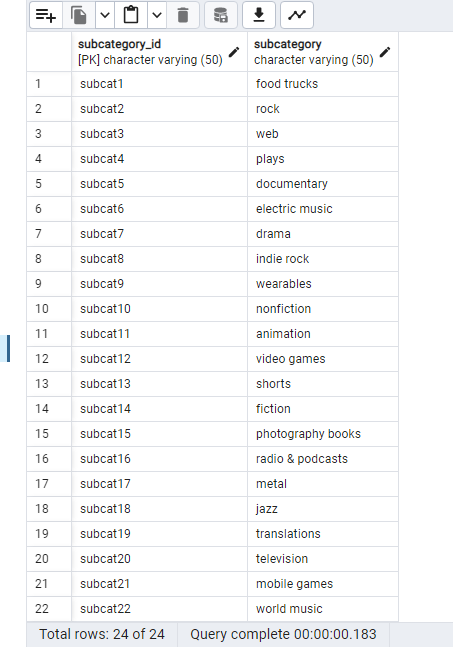 subcategory_id subcategory
[PK] character varying (50) character varying (50)
1 subcat1 food trucks
2 subcat2 rock
3 subcat3 web
4 subcat4 plays
5 subcat5 documentary
6 subcat6 electric music
7 subcat7 drama
8 subcat8 indie rock
9 subcat9 wearables
10 subcat10 nonfiction
11 subcat11 animation
12 subcat12 video games
13 subcat13 shorts
14 subcat14 fiction
15 subcat15 photography books
16 subcat16 radio & podcasts
17 subcat17 metal
18 subcat18 jazz
19 subcat19 translations
20 subcat20 television
21 subcat21 mobile games
22 subcat22 world music
Total rows: 24 of 24 Query complete 00:00:00.183